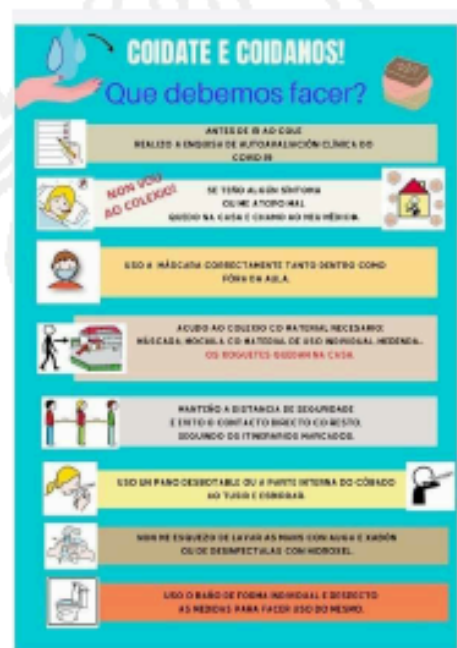 COIDATE E COIDANOS!
Que debemos facer?
ANTES DE IR AO COLE
REALIZO A ENQUISA DE AUTOAVALIACIÓN CLÍNICA DO
COVID 19
NON VOU
AO COLEXIO!
SE TEÑO ALGÚN SÍNTOMA
OU ME ATOPO MAL
QUEDO NA CASA E CHAMO AO MEU MÉDICO.
USO A MÁSCARA CORRECTAMENTE TANTO DENTRO COMO
FÓRA DA AULA.
ACUDO AO COLEXIO CO MATERIAL NECESARIO:
MÁSCARA, MOCHILA CO MATERIAL DE USO INDIVIDUAL, MERENDA...
OS XOGUETES QUEDAN NA CASA.
MANTEÑO A DISTANCIA DE SEGURIDADE
E EVITO O CONTACTO DIRECTO CO RESTO,
SEGUINDO OS ITINERARIOS MARCADOS.
USO UN PANO DESBOTABLE OU A PARTE INTERNA DO CÓBADO
AO TUSIR E ESBIRRAR.
NON ME ESQUEZO DE LAVAR AS MANS CON AUGA E XABÓN
OU DE DESINFECTALAS CON HIDROXEL.
USO O BAÑO DE FORMA INDIVIDUAL E RESPECTO
AS MEDIDAS PARA FACER USO DO MESMO.